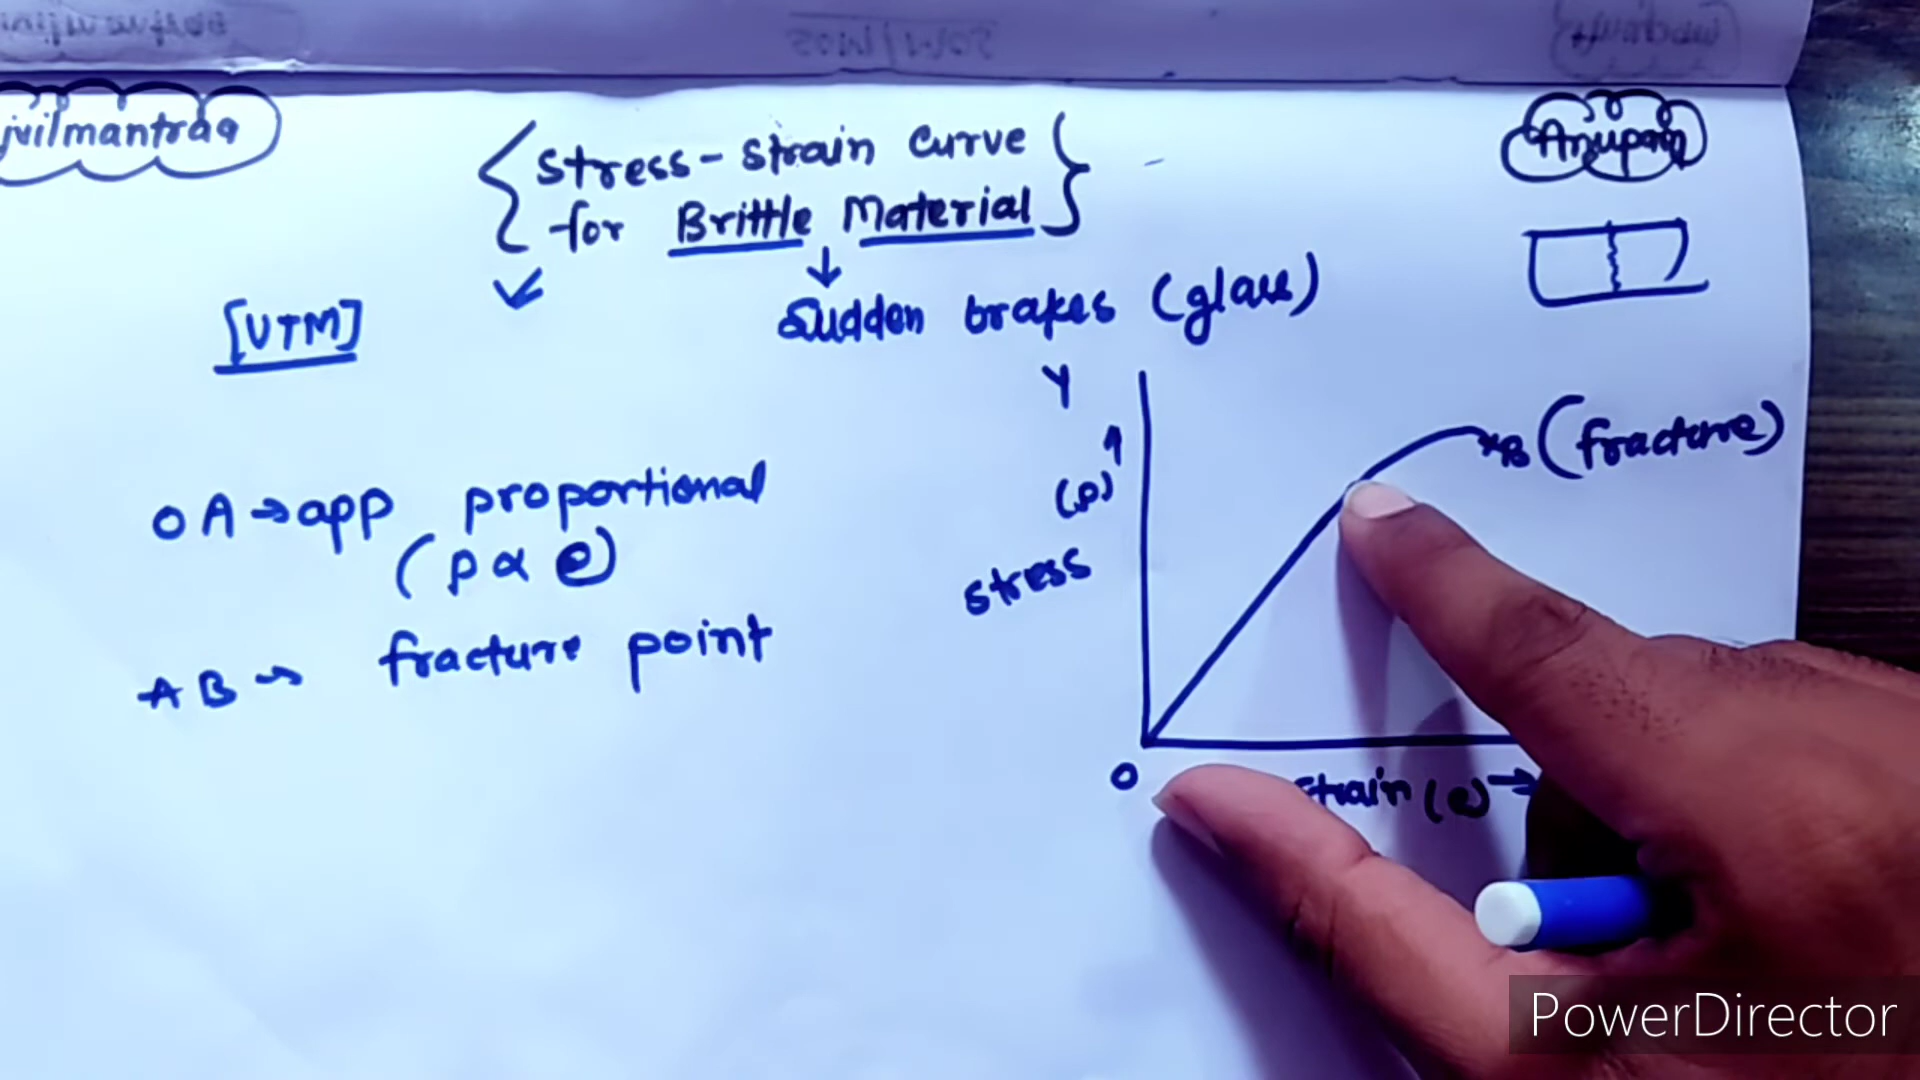 ivilmantraa
Anupam
{Stress-strain curve
for Brittle Material}
[UTM]
Sudden brakes (glass)
Y
(p)
stress
B (fracture)
OA → app proportional
(p ∝ e)
AB → fracture point
O
strain (e) →
PowerDirector